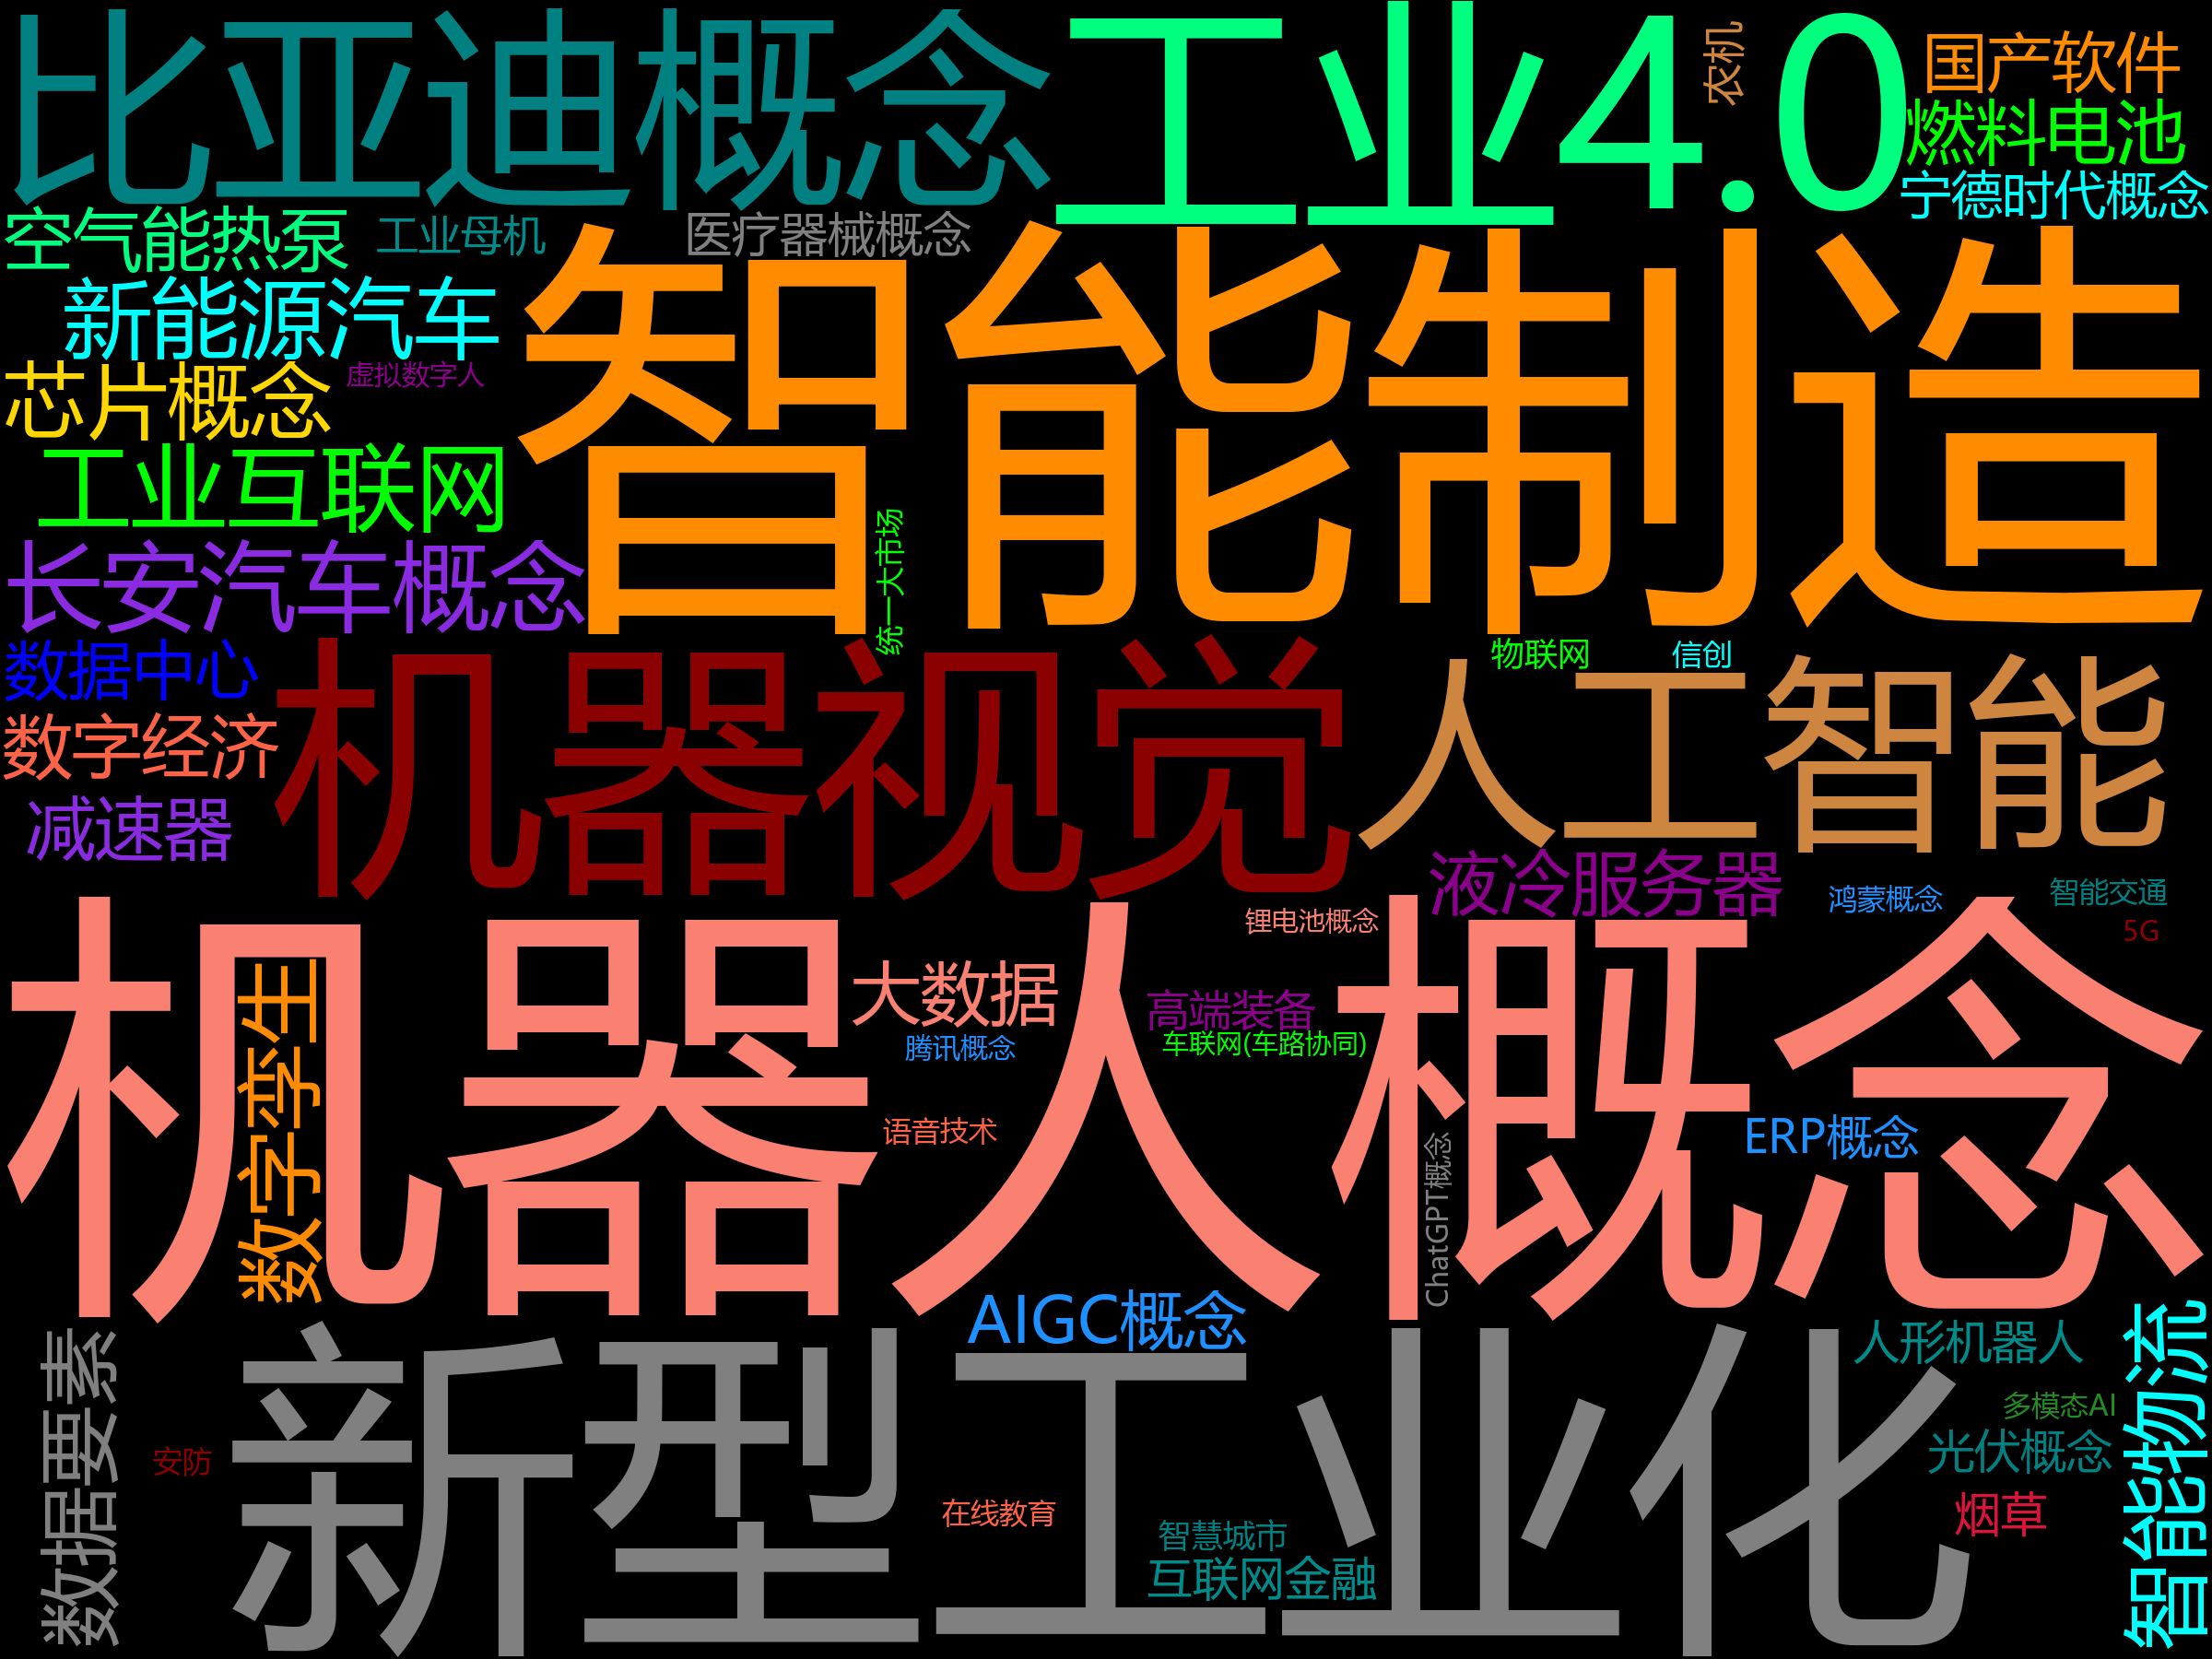 比亚迪概念
工业4.0
农机
国产软件
燃料电池
宁德时代概念
空气能热泵
工业母机
医疗器械概念
智能制造
新能源汽车
芯片概念
虚拟数字人
工业互联网
统一大市场
长安汽车概念
数据中心
机器视觉
物联网
信创
人工智能
数字经济
减速器
液冷服务器
鸿蒙概念
智能交通
5G
锂电池概念
机器人概念
数字孪生
大数据
高端装备
腾讯概念
车联网(车路协同)
语音技术
ChatGPT概念
ERP概念
AIGC概念
数据要素
新型工业化
人形机器人
智能物流
多模态AI
光伏概念
安防
烟草
在线教育
智慧城市
互联网金融